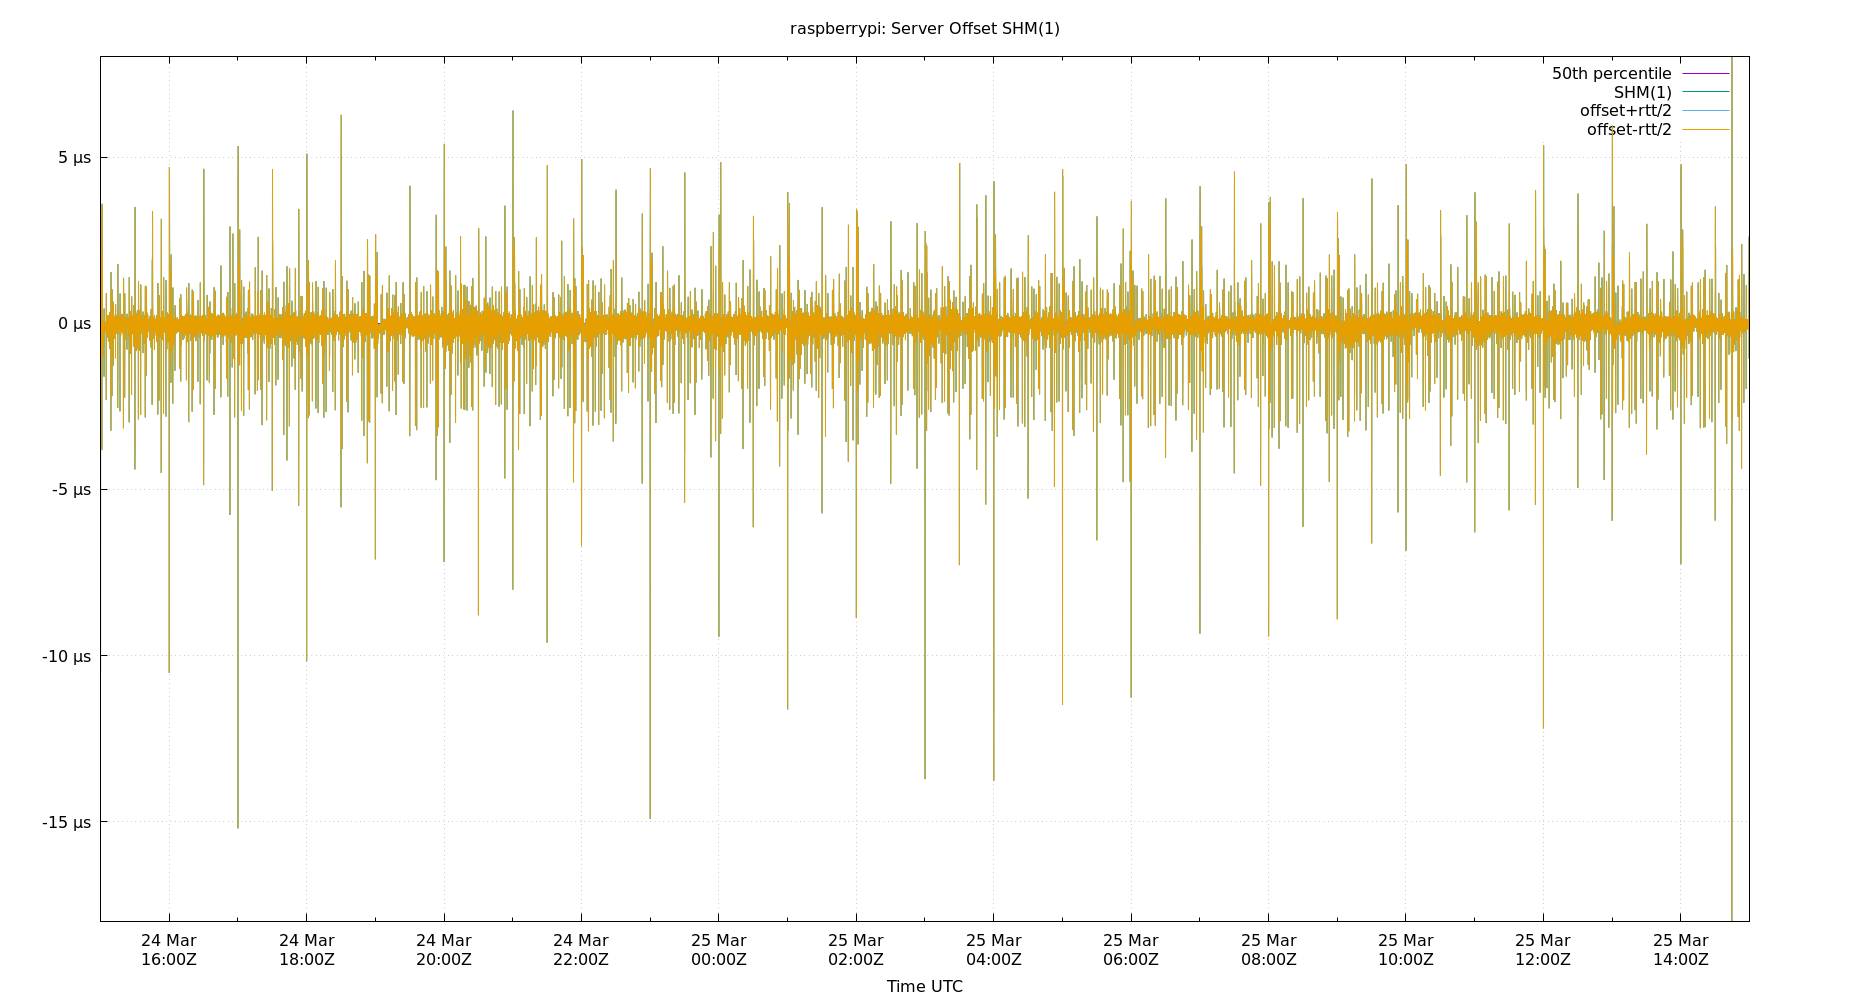 raspberrypi: Server Offset SHM(1)
50th percentile
SHM(1)
offset+rtt/2
offset-rtt/2
5 µs
0 µs
-5 µs
-10 µs
-15 µs
24 Mar 24 Mar 24 Mar 24 Mar 25 Mar 25 Mar 25 Mar 25 Mar 25 Mar 25 Mar 25 Mar 25 Mar
16:00Z 18:00Z 20:00Z 22:00Z 00:00Z 02:00Z 04:00Z 06:00Z 08:00Z 10:00Z 12:00Z 14:00Z
Time UTC